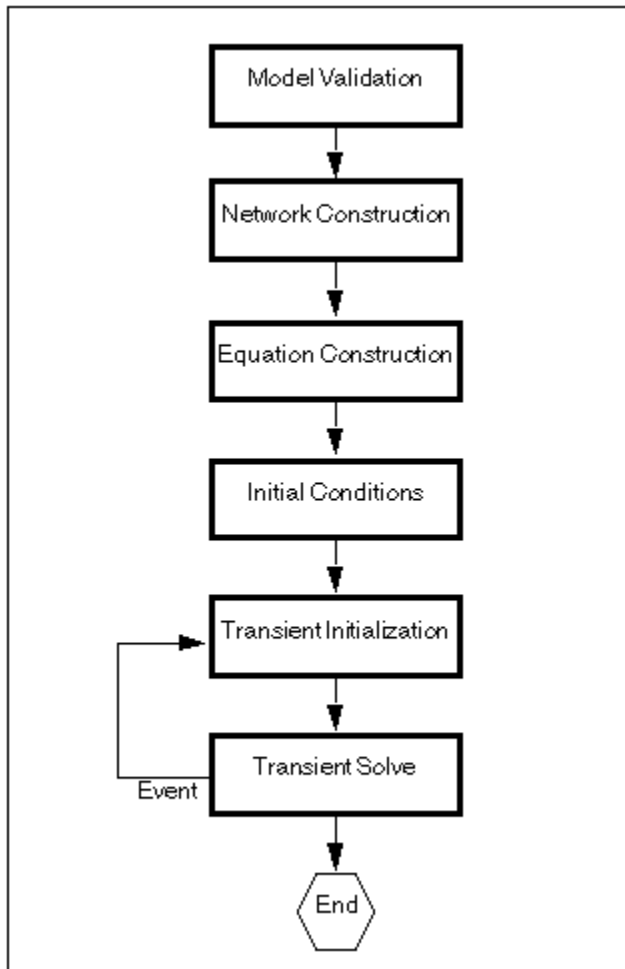 Model Validation
Network Construction
Equation Construction
Initial Conditions
Transient Initialization
Transient Solve
Event
End